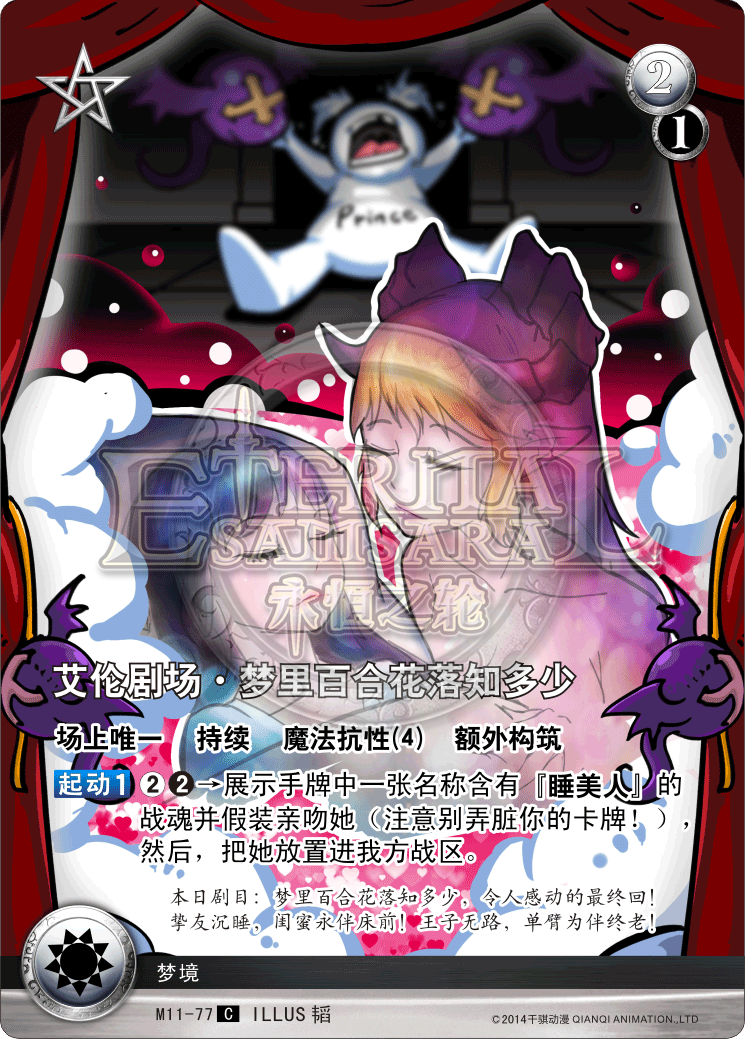 2
1
Prince
ETERNAL
SAMSARA
永恒之轮
艾伦剧场·梦里百合花落知多少
场上唯一 持续 魔法抗性(4) 额外构筑
起动1 2 2→展示手牌中一张名称含有『睡美人』的
战魂并假装亲吻她（注意别弄脏你的卡牌！），
然后，把她放置进我方战区。
本日剧目：梦里百合花落知多少，令人感动的最终回！
挚友沉睡，闺蜜永伴床前！王子无路，单臂为伴终老！
梦境
M11-77 C ILLUS 韬
©2014千骐动漫 QIANQI ANIMATION.,LTD